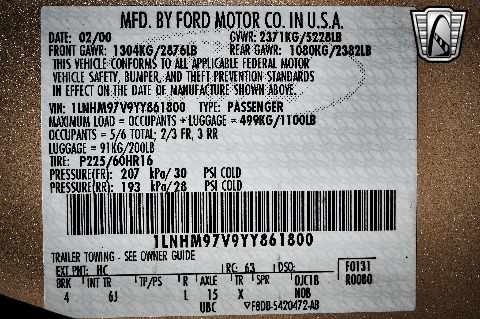 MFD. BY FORD MOTOR CO. IN U.S.A.
DATE: 02/00 GVWR: 2371KG/5228LB
FRONT GAWR: 1304KG/2876LB REAR GAWR: 1080KG/2382LB
THIS VEHICLE CONFORMS TO ALL APPLICABLE FEDERAL MOTOR
VEHICLE SAFETY, BUMPER, AND THEFT PREVENTION STANDARDS
IN EFFECT ON THE DATE OF MANUFACTURE SHOWN ABOVE.
VIN: 1LNHM97V9YY861800 TYPE: PASSENGER
MAXIMUM LOAD = OCCUPANTS + LUGGAGE = 499KG/1100LB
OCCUPANTS = 5/6 TOTAL; 2/3 FR, 3 RR
LUGGAGE = 91KG/200LB
TIRE: P225/60HR16
PRESSURE(FR) 207 kPa/30 PSI COLD
PRESSURE(RR) 193 kPa/28 PSI COLD
1LNHM97V9YY861800
TRAILER TOWING - SEE OWNER GUIDE
EXT PNT: HC RC: 63 DSO: F0131
BRK INT TR TP/PS R AXLE TR SPR OJC1B R00B0
4 6J L 15 X NOB
UBC F8DB-5420472-AB